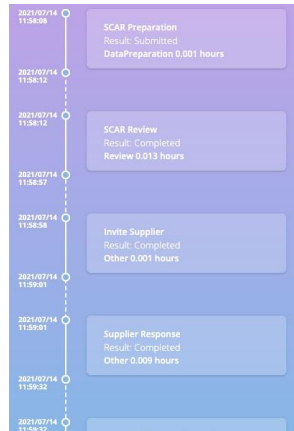 2021/07/14
11:58:08
SCAR Preparation
Result: Submitted
DataPreparation 0.001 hours
2021/07/14
11:58:12
2021/07/14
11:58:12
SCAR Review
Result: Completed
Review 0.013 hours
2021/07/14
11:58:57
2021/07/14
11:58:58
Invite Supplier
Result: Completed
Other 0.001 hours
2021/07/14
11:59:01
2021/07/14
11:59:01
Supplier Response
Result: Completed
Other 0.009 hours
2021/07/14
11:59:32
2021/07/14
11:59:32